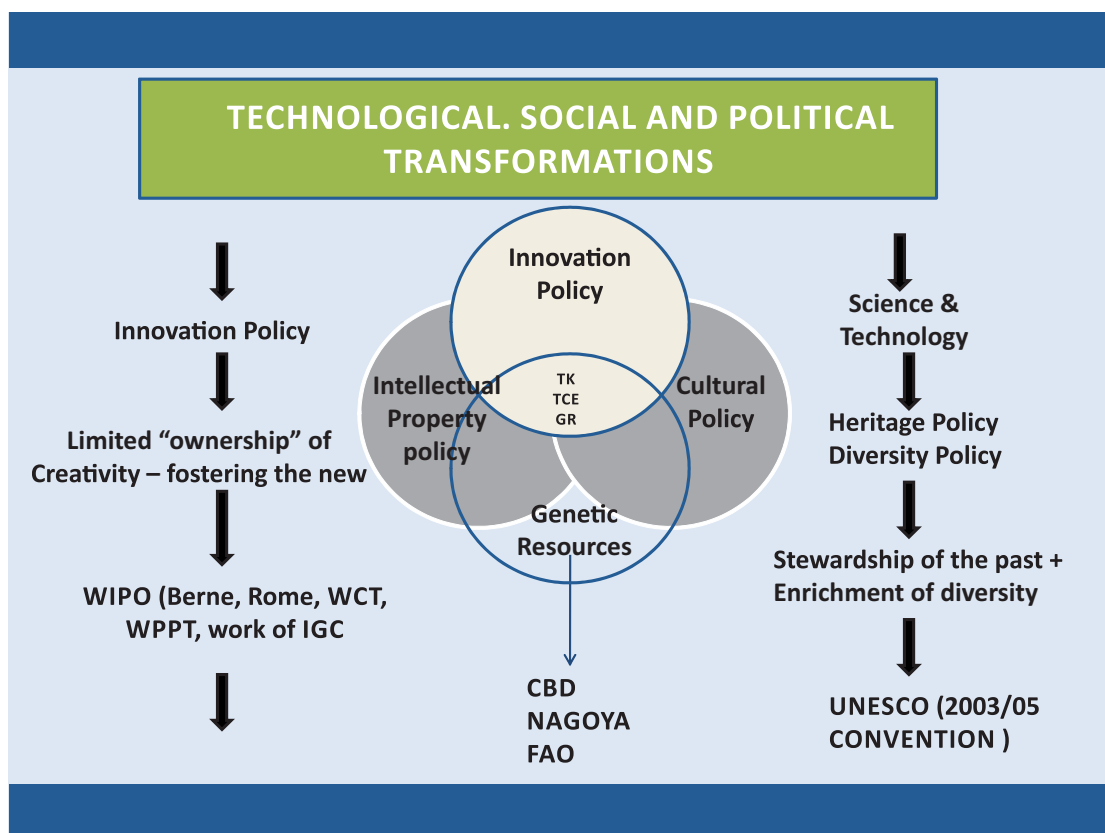 TECHNOLOGICAL. SOCIAL AND POLITICAL
TRANSFORMATIONS
Innovation Policy
Limited “ownership” of
Creativity – fostering the new
WIPO (Berne, Rome, WCT,
WPPT, work of IGC
Innovation
Policy
Intellectual
Property
policy
TK
TCE
GR
Cultural
Policy
Genetic
Resources
CBD
NAGOYA
FAO
Science &
Technology
Heritage Policy
Diversity Policy
Stewardship of the past +
Enrichment of diversity
UNESCO (2003/05
CONVENTION )